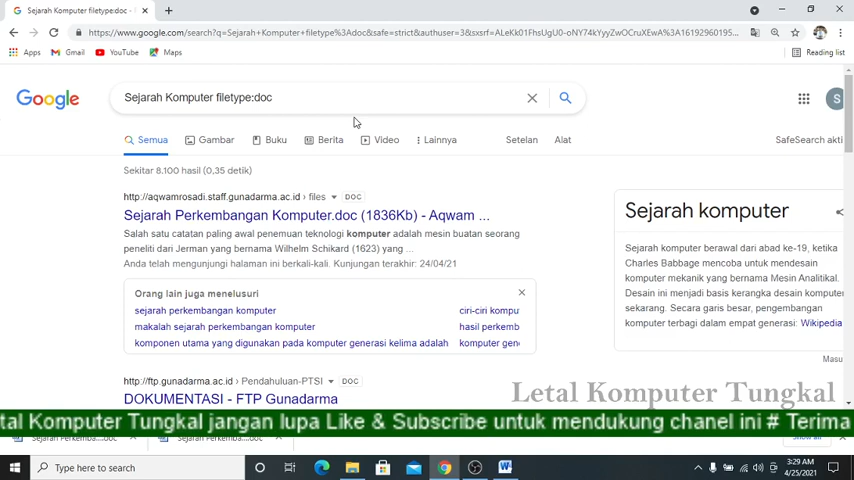 Sejarah Komputer filetype:doc - 
https://www.google.com/search?q=Sejarah+Komputer+filetype%3Adoc&safe=strict&authuser=3&sxsrf=ALeKk01FhsUgU0-oNY74kYyOCruXEwA%3A16192960195...
Apps Gmail YouTube Maps Reading list
Google
Sejarah Komputer filetype:doc
S
Semua Gambar Buku Berita Video Lainnya Setelan Alat SafeSearch akti
Sekitar 8.100 hasil (0,35 detik)
http://aqwamrosadi.staff.gunadarma.ac.id › files DOC
Sejarah Perkembangan Komputer.doc (1836Kb) - Aqwam ...
Salah satu catatan paling awal penemuan teknologi komputer adalah mesin buatan seorang
peneliti dari Jerman yang bernama Wilhelm Schikard (1623) yang ...
Anda telah mengunjungi halaman ini berkali-kali. Kunjungan terakhir: 24/04/21
Orang lain juga menelusuri
sejarah perkembangan komputer ciri-ciri kompu
makalah sejarah perkembangan komputer hasil perkemb
komponen utama yang digunakan pada komputer generasi kelima adalah komputer gen
http://ftp.gunadarma.ac.id › Pendahuluan-PTSI DOC
DOKUMENTASI - FTP Gunadarma
Sejarah komputer
Sejarah komputer berawal dari abad ke-19, ketika
Charles Babbage mencoba untuk mendesain
komputer mekanik yang bernama Mesin Analitikal.
Desain ini menjadi basis kerangka desain komputer
sekarang. Secara garis besar, pengembangan
komputer terbagi dalam empat generasi: Wikipedia
Masu
Letal Komputer Tungkal
tal Komputer Tungkal jangan lupa Like & Subscribe untuk mendukung chanel ini # Terima
Show all
Type here to search
3:29 AM
4/25/2021